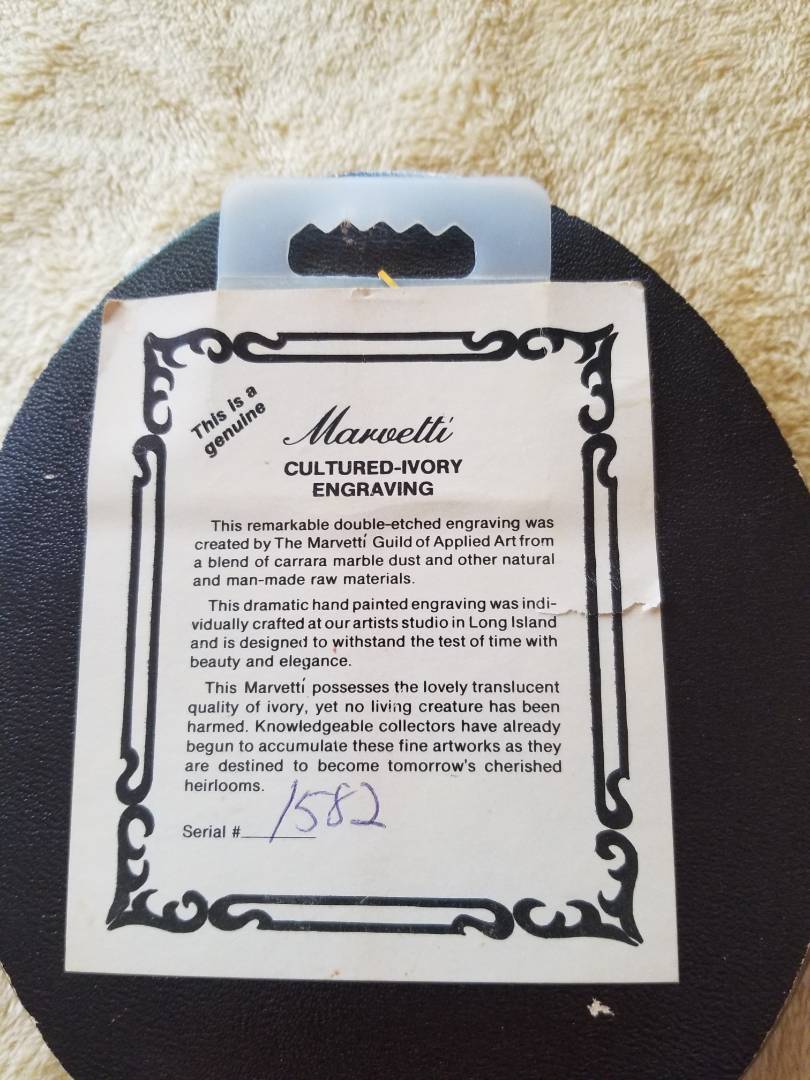 This is a
genuine
Marvettí
CULTURED-IVORY
ENGRAVING
This remarkable double-etched engraving was
created by The Marvettí Guild of Applied Art from
a blend of carrara marble dust and other natural
and man-made raw materials.
This dramatic hand painted engraving was indi-
vidually crafted at our artists studio in Long Island
and is designed to withstand the test of time with
beauty and elegance.
This Marvettí possesses the lovely translucent
quality of ivory, yet no living creature has been
harmed. Knowledgeable collectors have already
begun to accumulate these fine artworks as they
are destined to become tomorrow's cherished
heirlooms.
Serial # 1582